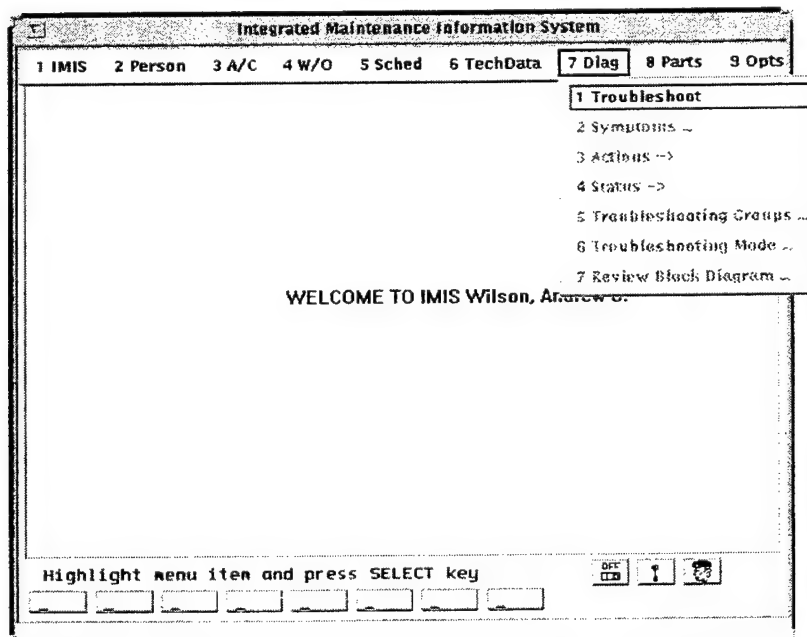 Integrated Maintenance Information System
1 IMIS 2 Person 3 A/C 4 W/O 5 Sched 6 TechData 7 Diag 8 Parts 9 Opts
1 Troubleshoot
2 Symptoms ...
3 Actions ->
4 Status ->
5 Troubleshooting Groups ...
6 Troubleshooting Mode ...
7 Review Block Diagram ...
WELCOME TO IMIS Wilson, Andrew
Highlight menu item and press SELECT key
OFF